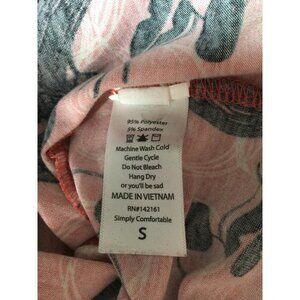 95% Polyester
5% Spandex
Machine Wash Cold
Gentle Cycle
Do Not Bleach
Hang Dry
or you'll be sad
MADE IN VIETNAM
RN#142161
Simply Comfortable
S